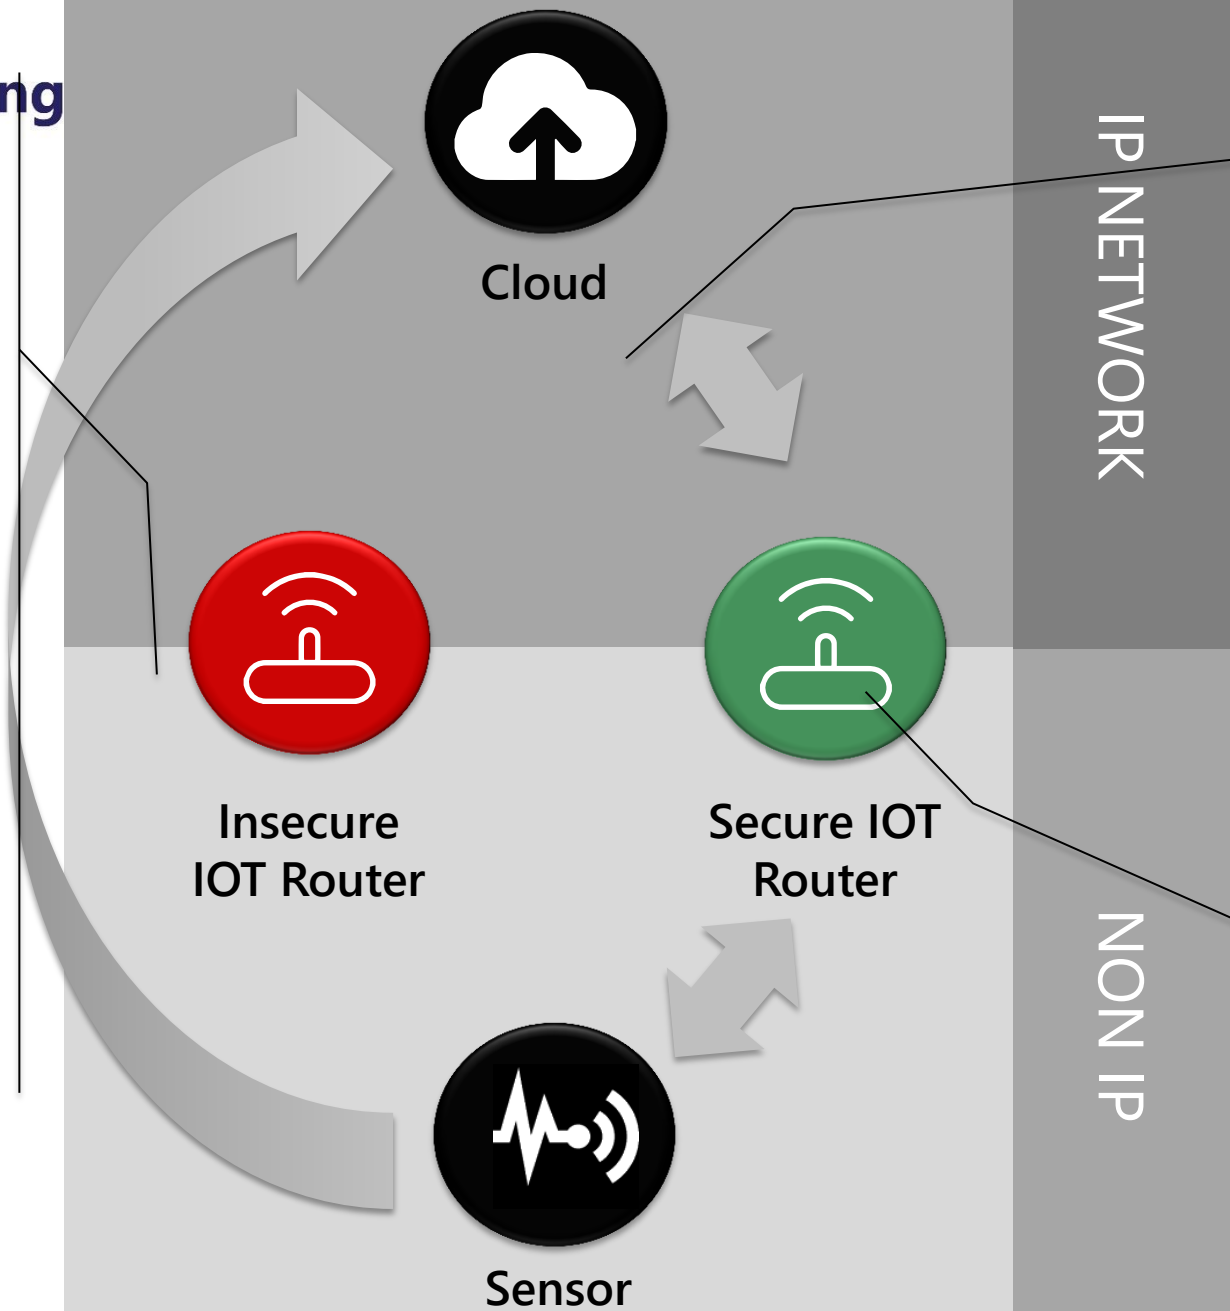 Cloud
IP NETWORK
Insecure
IOT Router
Secure IOT
Router
NON IP
Sensor